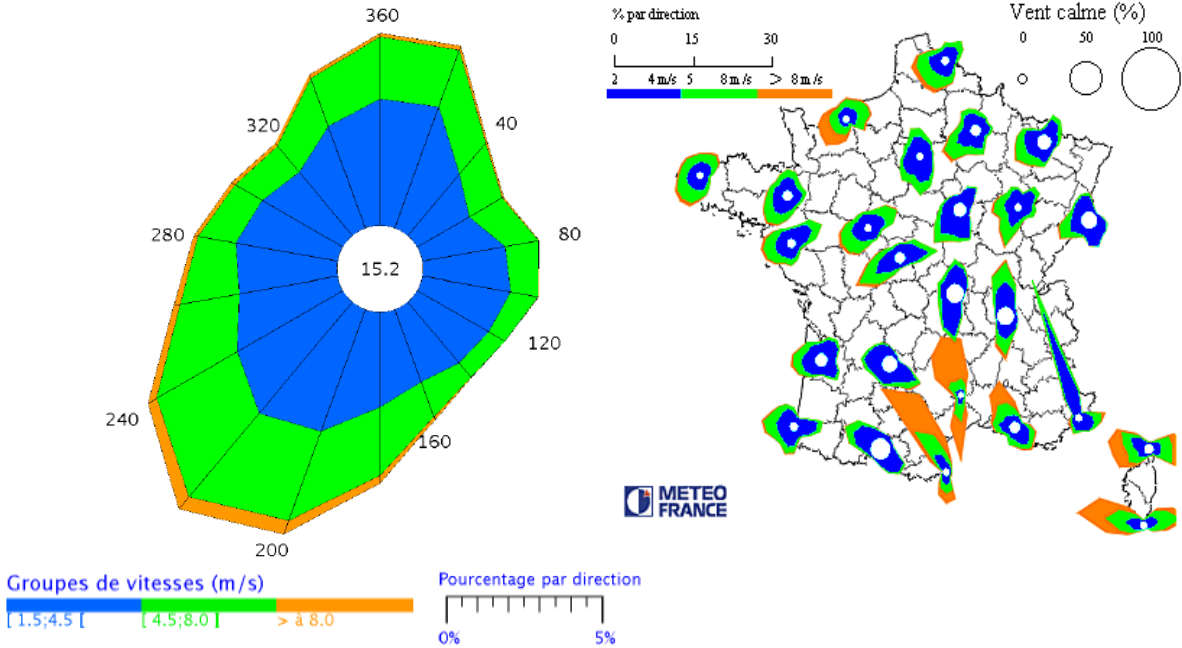 360
320
40
280
80
15.2
120
240
160
200
Groupes de vitesses (m/s)
[ 1.5;4.5 [
[ 4.5;8.0 ]
> à 8.0
Pourcentage par direction
0%
5%
% par direction
0
15
30
2
4 m/s
5
8 m/s
> 8 m/s
Vent calme (%)
0
50
100
METEO
FRANCE